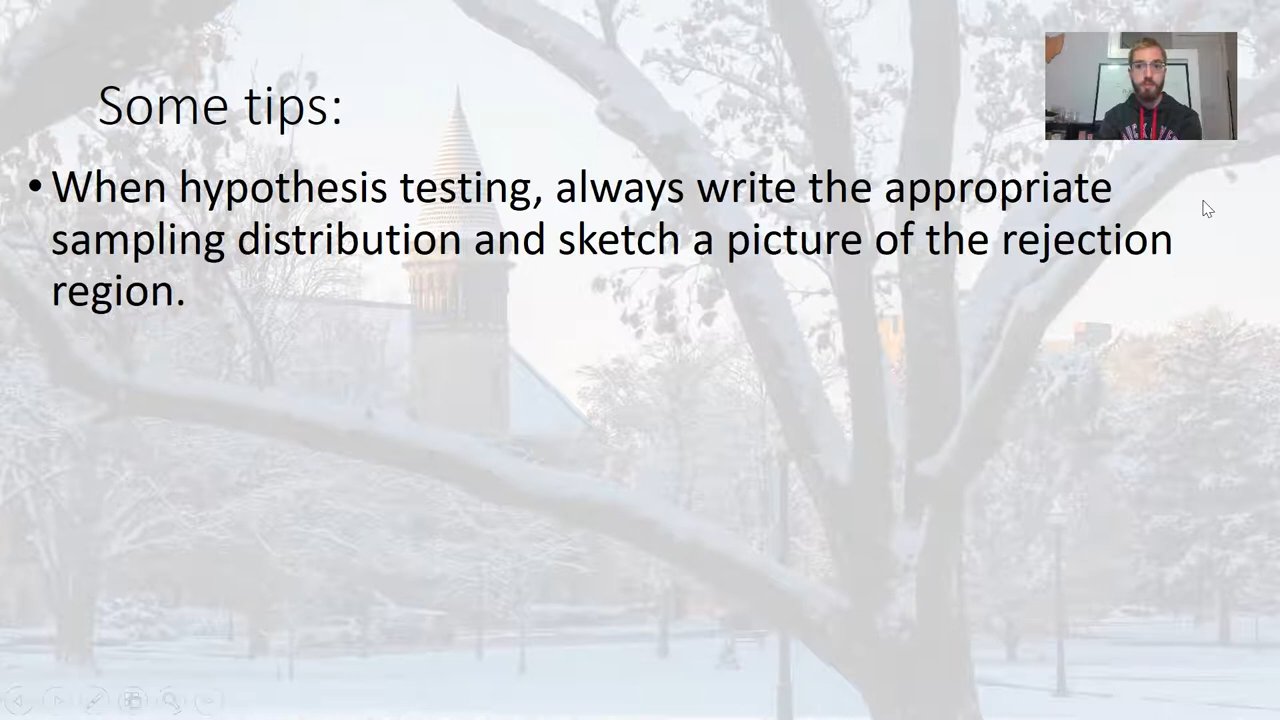 Some tips:
• When hypothesis testing, always write the appropriate
sampling distribution and sketch a picture of the rejection
region.